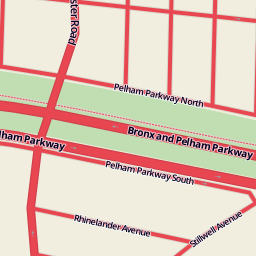 ster Road
Pelham Parkway North
Bronx and Pelham Parkway
lham Parkway
Pelham Parkway South
Rhinelander Avenue
Stillwell Avenue